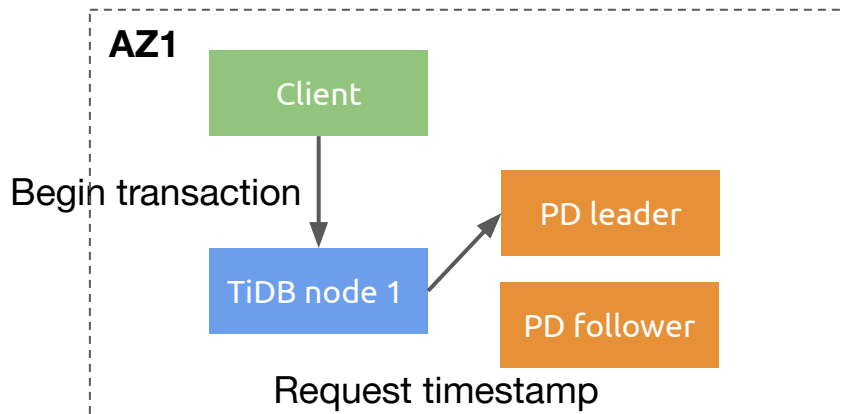 AZ1
Client
Begin transaction
PD leader
TiDB node 1
PD follower
Request timestamp